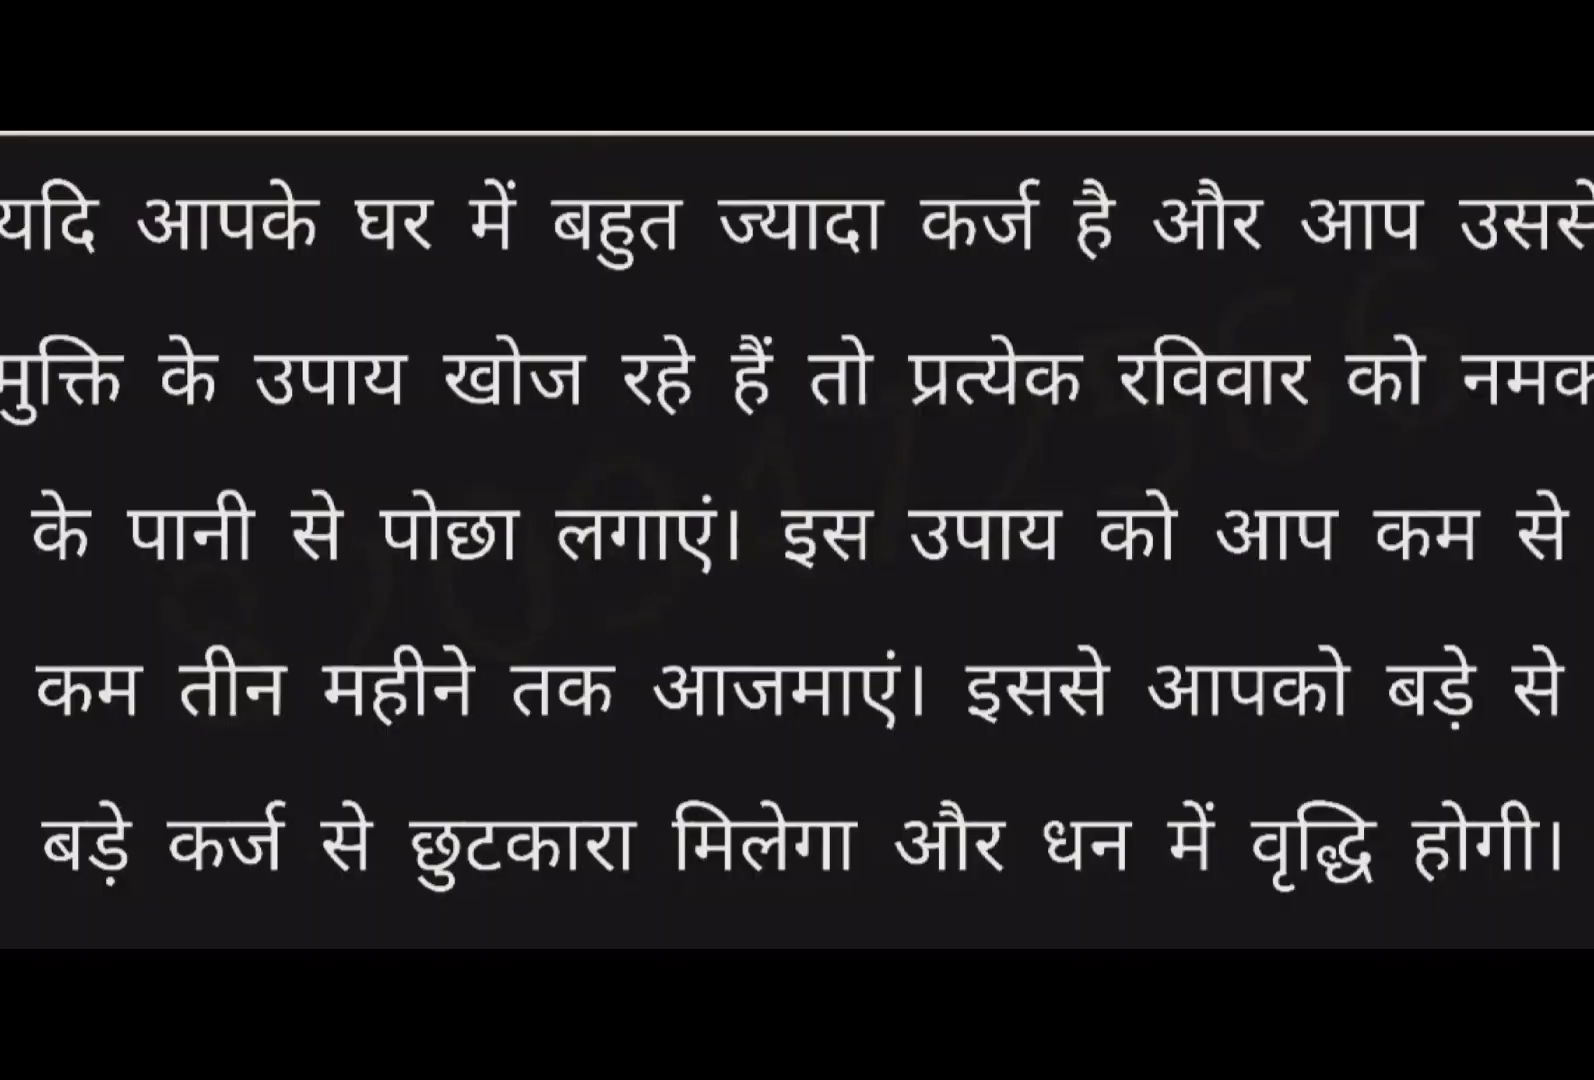 यदि आपके घर में बहुत ज्यादा कर्ज है और आप उससे
मुक्ति के उपाय खोज रहे हैं तो प्रत्येक रविवार को नमक
के पानी से पोछा लगाएं। इस उपाय को आप कम से
कम तीन महीने तक आजमाएं। इससे आपको बड़े से
बड़े कर्ज से छुटकारा मिलेगा और धन में वृद्धि होगी।